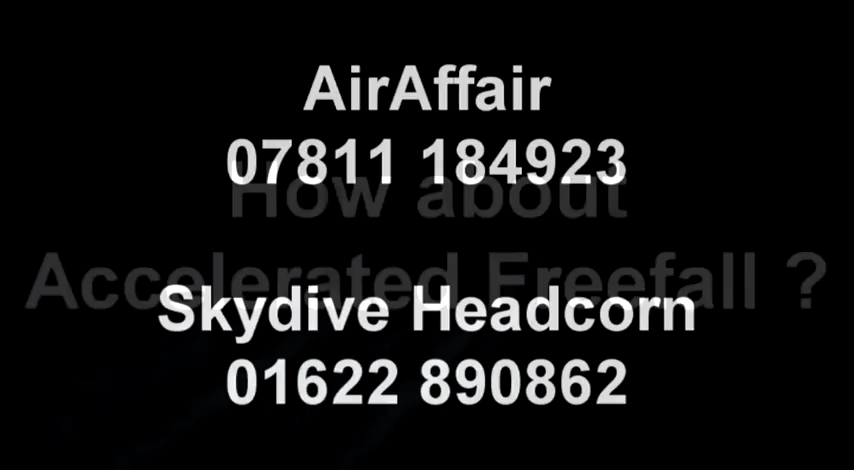 AirAffair
07811 184923
How about
Accelerated Freefall ?
Skydive Headcorn
01622 890862